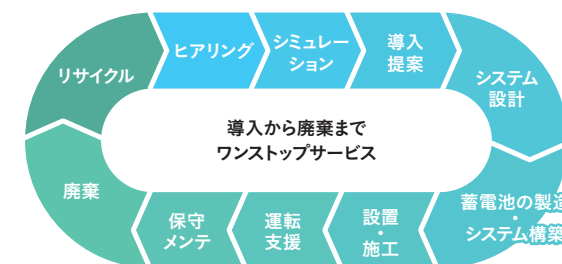 ヒアリング
シミュレー
ション
導入
提案
システム
設計
蓄電池の製造
・
システム構築
設置
・
施工
運転
支援
保守
メンテ
廃棄
リサイクル
導入から廃棄まで
ワンストップサービス